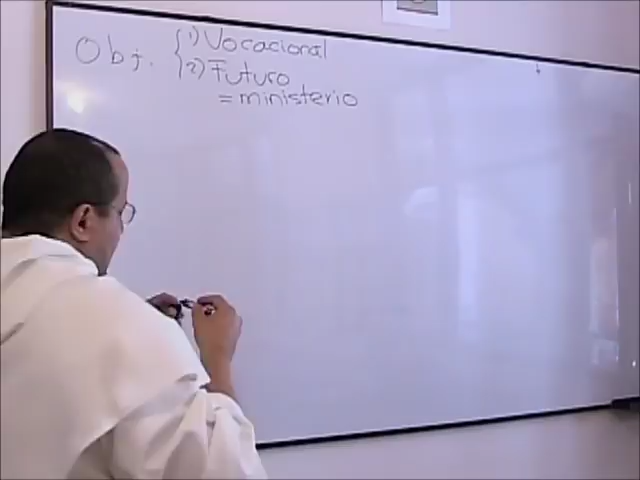 Obj. { 1) Vocacional
2) Futuro
= ministerio